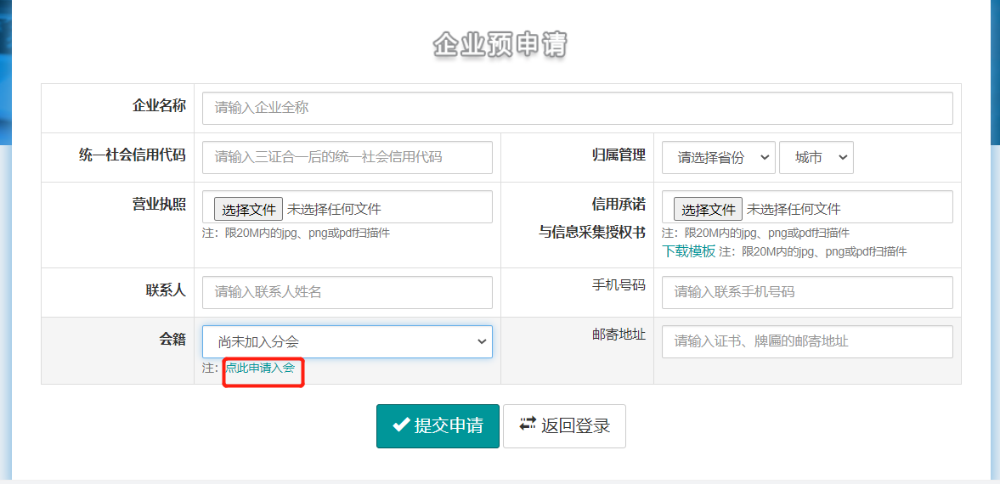 企业预申请
企业名称 请输入企业全称
统一社会信用代码 请输入三证合一后的统一社会信用代码 归属管理 请选择省份 城市
营业执照 选择文件 未选择任何文件
注：限20M内的jpg、png或pdf扫描件
信用承诺
与信息采集授权书
选择文件 未选择任何文件
注：限20M内的jpg、png或pdf扫描件
下载模板 注：限20M内的jpg、png或pdf扫描件
联系人 请输入联系人姓名 手机号码 请输入联系手机号码
会籍 尚未加入分会 邮寄地址 请输入证书、牌匾的邮寄地址
注：点此申请入会
提交申请 返回登录